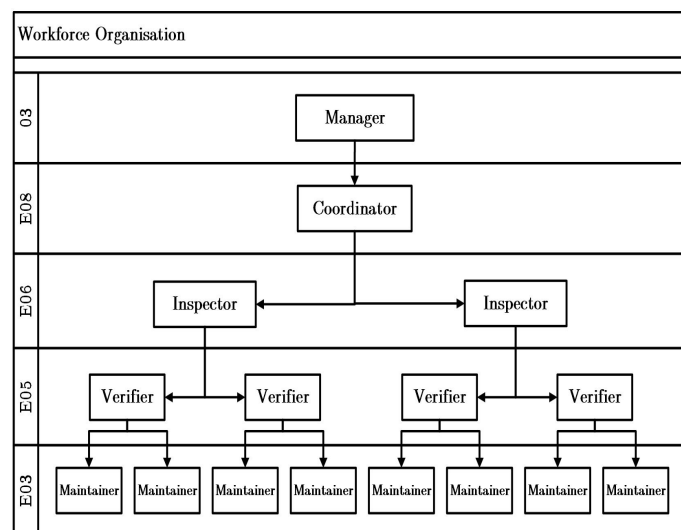 Workforce Organisation
03
Manager
E08
Coordinator
E06
Inspector Inspector
E05
Verifier Verifier Verifier Verifier
E03
Maintainer Maintainer Maintainer Maintainer Maintainer Maintainer Maintainer Maintainer